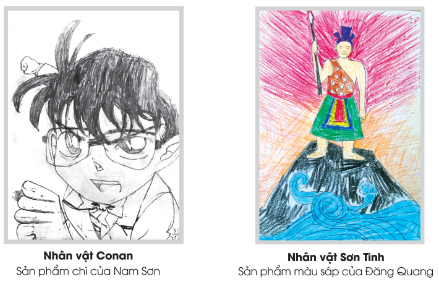 Nhân vật Conan
Sản phẩm chì của Nam Sơn
Nhân vật Sơn Tinh
Sản phẩm màu sáp của Đăng Quang